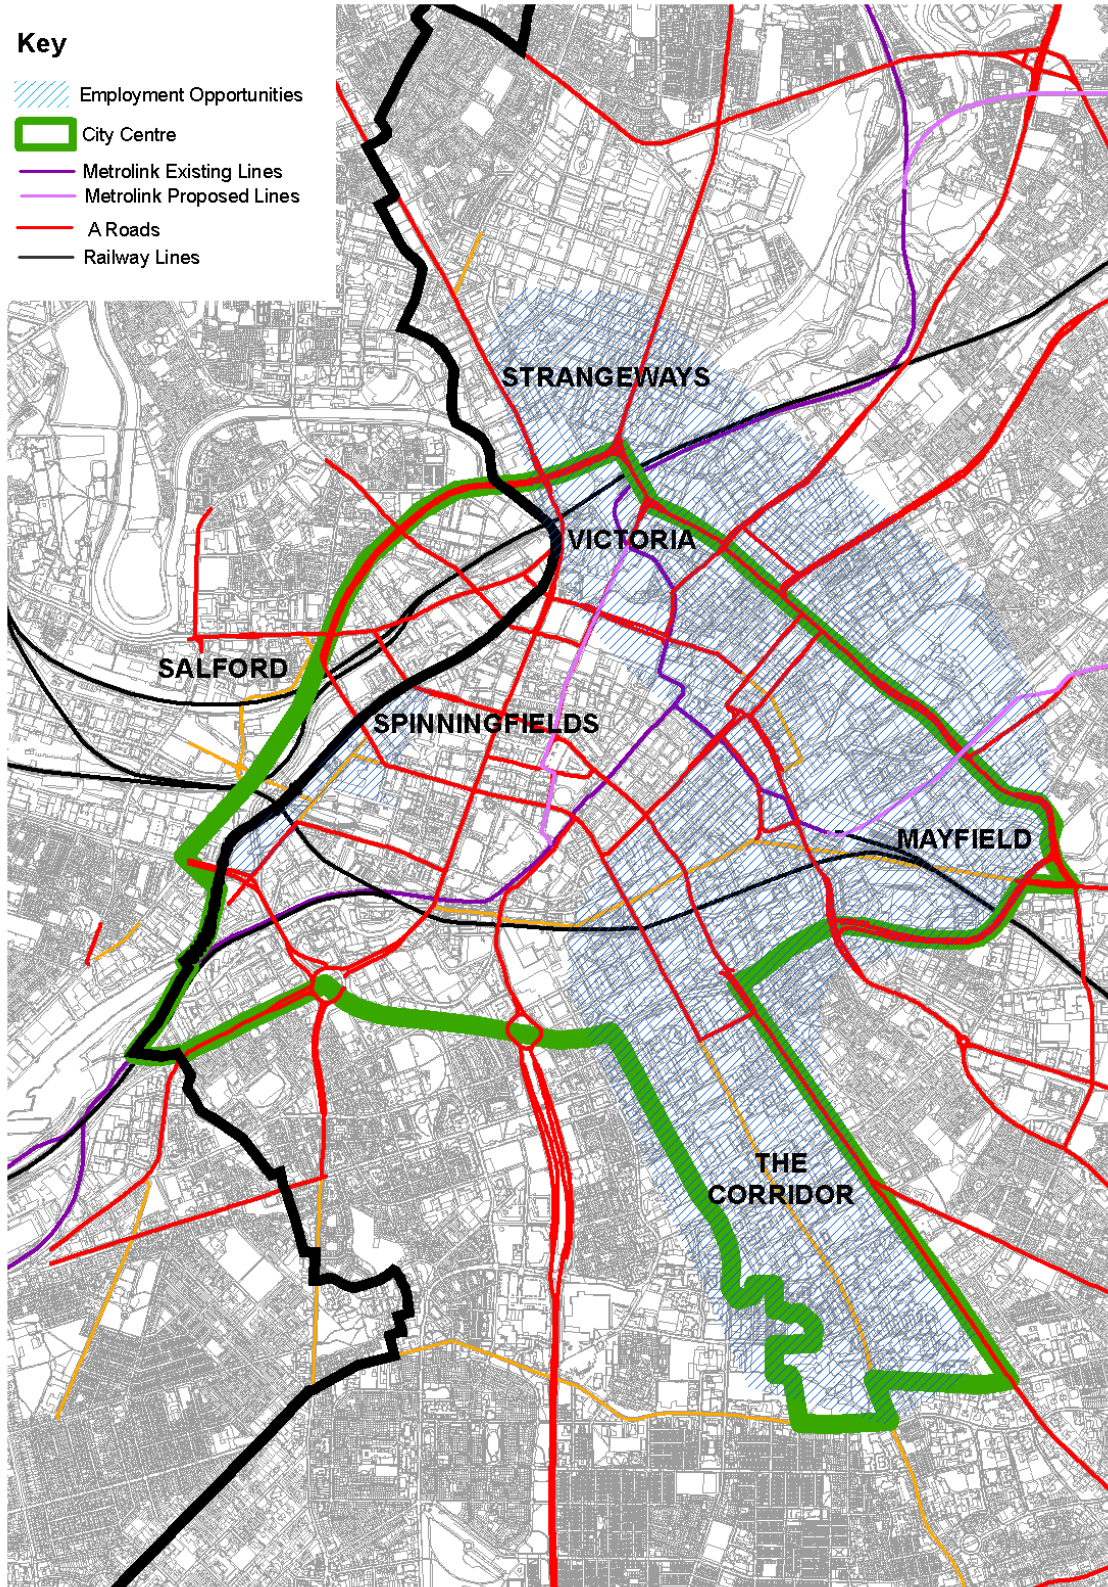 Key
Employment Opportunities
City Centre
Metrolink Existing Lines
Metrolink Proposed Lines
A Roads
Railway Lines
STRANGEWAYS
VICTORIA
SALFORD
SPINNINGFIELDS
MAYFIELD
THE
CORRIDOR